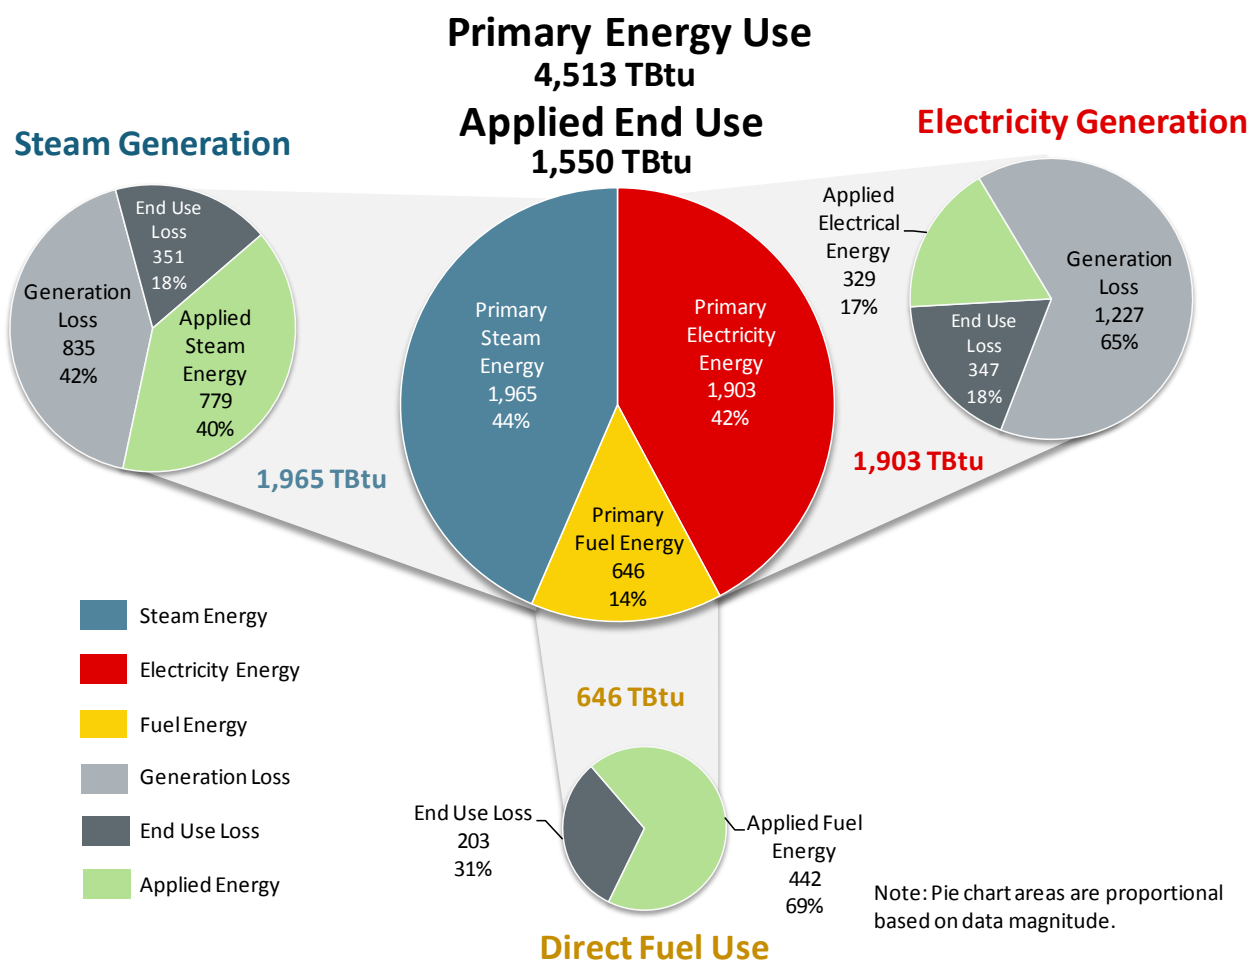 Primary Energy Use
4,513 TBtu
Applied End Use
1,550 TBtu
Steam Generation
End Use
Loss
351
18%
Generation
Loss
835
42%
Applied
Steam
Energy
779
40%
1,965 TBtu
Primary
Steam
Energy
1,965
44%
Primary
Electricity
Energy
1,903
42%
Primary
Fuel Energy
646
14%
Electricity Generation
Applied
Electrical
Energy
329
17%
Generation
Loss
1,227
65%
End Use
Loss
347
18%
1,903 TBtu
Steam Energy
Electricity Energy
Fuel Energy
Generation Loss
End Use Loss
Applied Energy
646 TBtu
End Use Loss
203
31%
Applied Fuel
Energy
442
69%
Direct Fuel Use
Note: Pie chart areas are proportional
based on data magnitude.